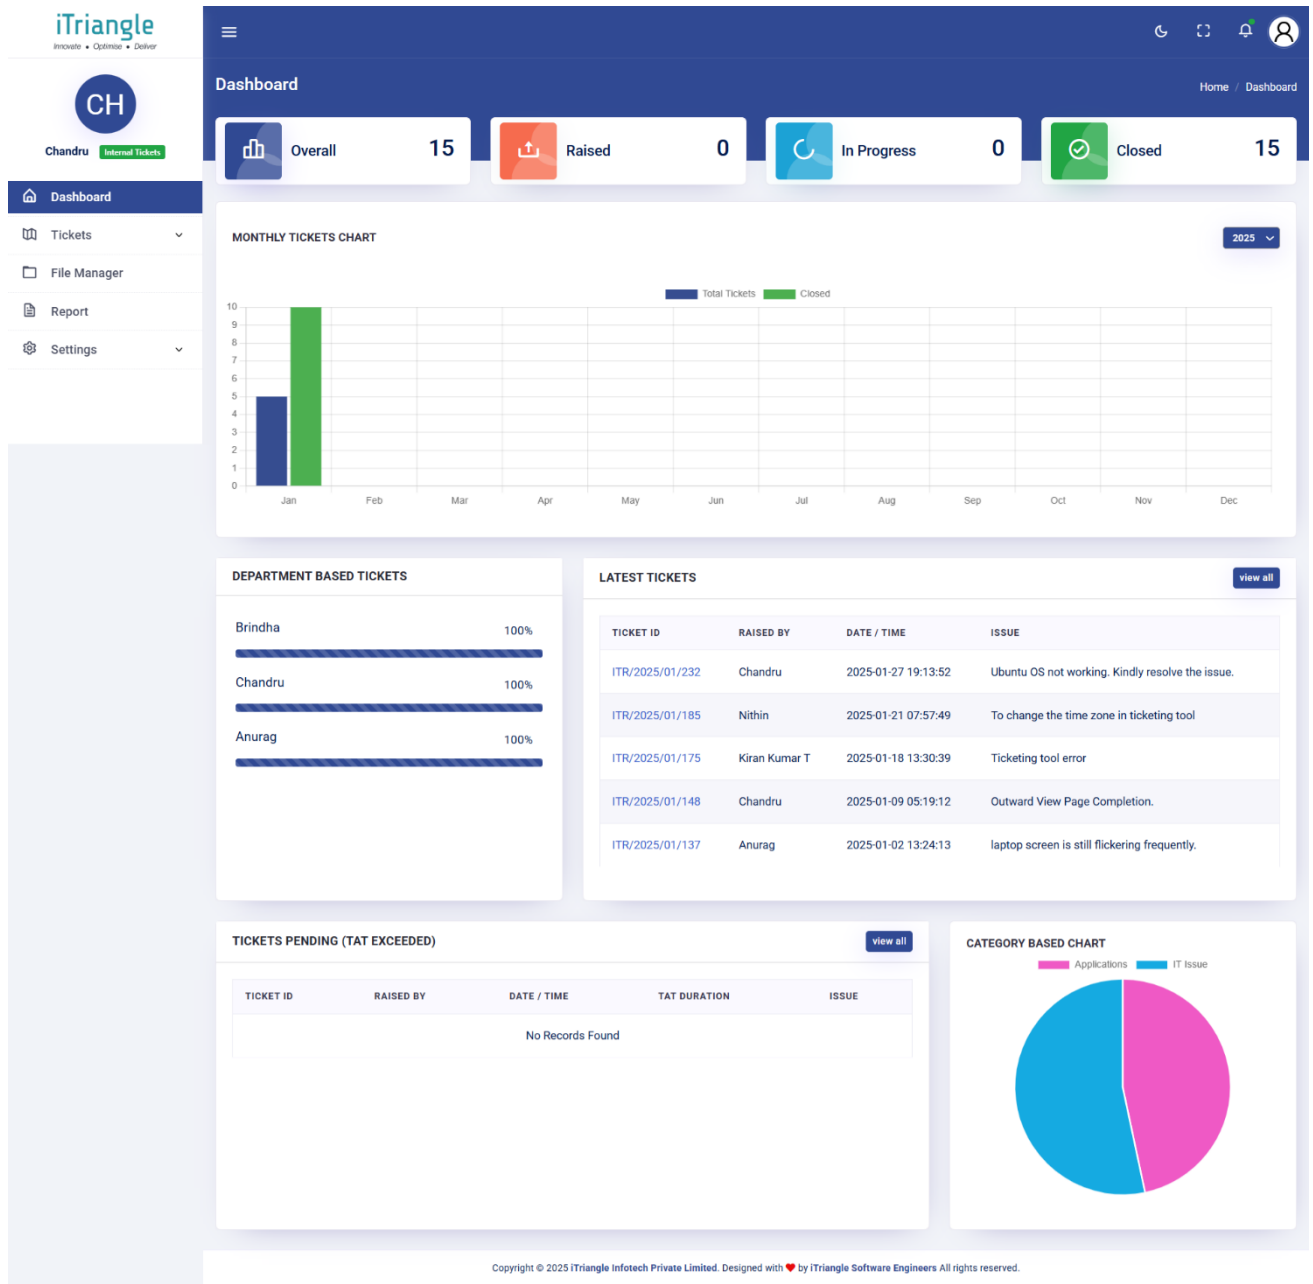 iTriangle
Innovate • Optimise • Deliver
CH
Chandru Internal Tickets
Dashboard
Tickets
File Manager
Report
Settings
Dashboard
Home / Dashboard
Overall 15
Raised 0
In Progress 0
Closed 15
MONTHLY TICKETS CHART
2025
Total Tickets Closed
10
9
8
7
6
5
4
3
2
1
0
Jan Feb Mar Apr May Jun Jul Aug Sep Oct Nov Dec
DEPARTMENT BASED TICKETS
Brindha 100%
Chandru 100%
Anurag 100%
LATEST TICKETS
view all
TICKET ID RAISED BY DATE / TIME ISSUE
ITR/2025/01/232 Chandru 2025-01-27 19:13:52 Ubuntu OS not working. Kindly resolve the issue.
ITR/2025/01/185 Nithin 2025-01-21 07:57:49 To change the time zone in ticketing tool
ITR/2025/01/175 Kiran Kumar T 2025-01-18 13:30:39 Ticketing tool error
ITR/2025/01/148 Chandru 2025-01-09 05:19:12 Outward View Page Completion.
ITR/2025/01/137 Anurag 2025-01-02 13:24:13 laptop screen is still flickering frequently.
TICKETS PENDING (TAT EXCEEDED)
view all
TICKET ID RAISED BY DATE / TIME TAT DURATION ISSUE
No Records Found
CATEGORY BASED CHART
Applications IT Issue
Copyright © 2025 iTriangle Infotech Private Limited. Designed with ❤ by iTriangle Software Engineers All rights reserved.